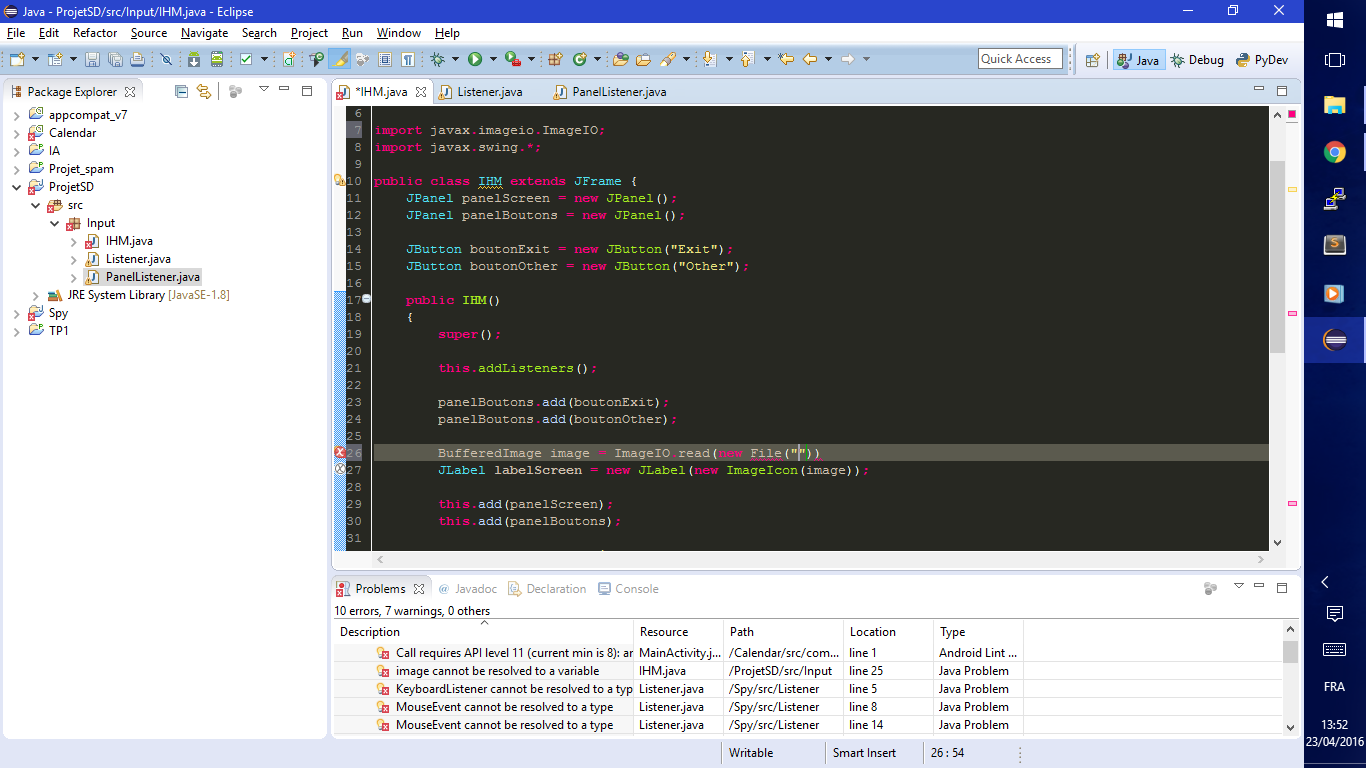 Java - ProjetSD/src/Input/IHM.java - Eclipse
File Edit Refactor Source Navigate Search Project Run Window Help
Quick Access Java Debug PyDev
Package Explorer
appcompat_v7
Calendar
IA
Projet_spam
ProjetSD
src
Input
IHM.java
Listener.java
PanelListener.java
JRE System Library [JavaSE-1.8]
Spy
TP1
*IHM.java Listener.java PanelListener.java
6
7 import javax.imageio.ImageIO;
8 import javax.swing.*;
9
10 public class IHM extends JFrame {
11 JPanel panelScreen = new JPanel();
12 JPanel panelBoutons = new JPanel();
13
14 JButton boutonExit = new JButton("Exit");
15 JButton boutonOther = new JButton("Other");
16
17 public IHM()
18 {
19 super();
20
21 this.addListeners();
22
23 panelBoutons.add(boutonExit);
24 panelBoutons.add(boutonOther);
25
26 BufferedImage image = ImageIO.read(new File(""))
27 JLabel labelScreen = new JLabel(new ImageIcon(image));
28
29 this.add(panelScreen);
30 this.add(panelBoutons);
31
Problems @ Javadoc Declaration Console
10 errors, 7 warnings, 0 others
Description Resource Path Location Type
Call requires API level 11 (current min is 8): ar MainActivity.j... /Calendar/src/com... line 1 Android Lint ...
image cannot be resolved to a variable IHM.java /ProjetSD/src/Input line 25 Java Problem
KeyboardListener cannot be resolved to a typ Listener.java /Spy/src/Listener line 5 Java Problem
MouseEvent cannot be resolved to a type Listener.java /Spy/src/Listener line 8 Java Problem
MouseEvent cannot be resolved to a type Listener.java /Spy/src/Listener line 14 Java Problem
Writable Smart Insert 26 : 54
FRA
13:52
23/04/2016